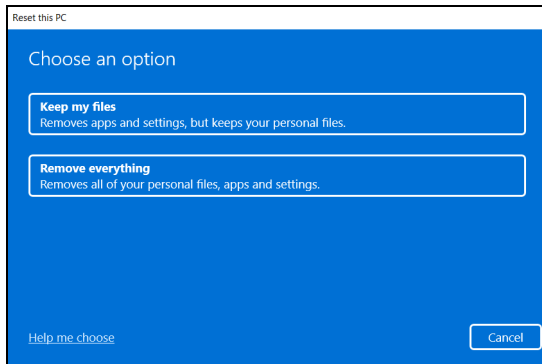 Reset this PC
Choose an option
Keep my files
Removes apps and settings, but keeps your personal files.
Remove everything
Removes all of your personal files, apps and settings.
Help me choose
Cancel